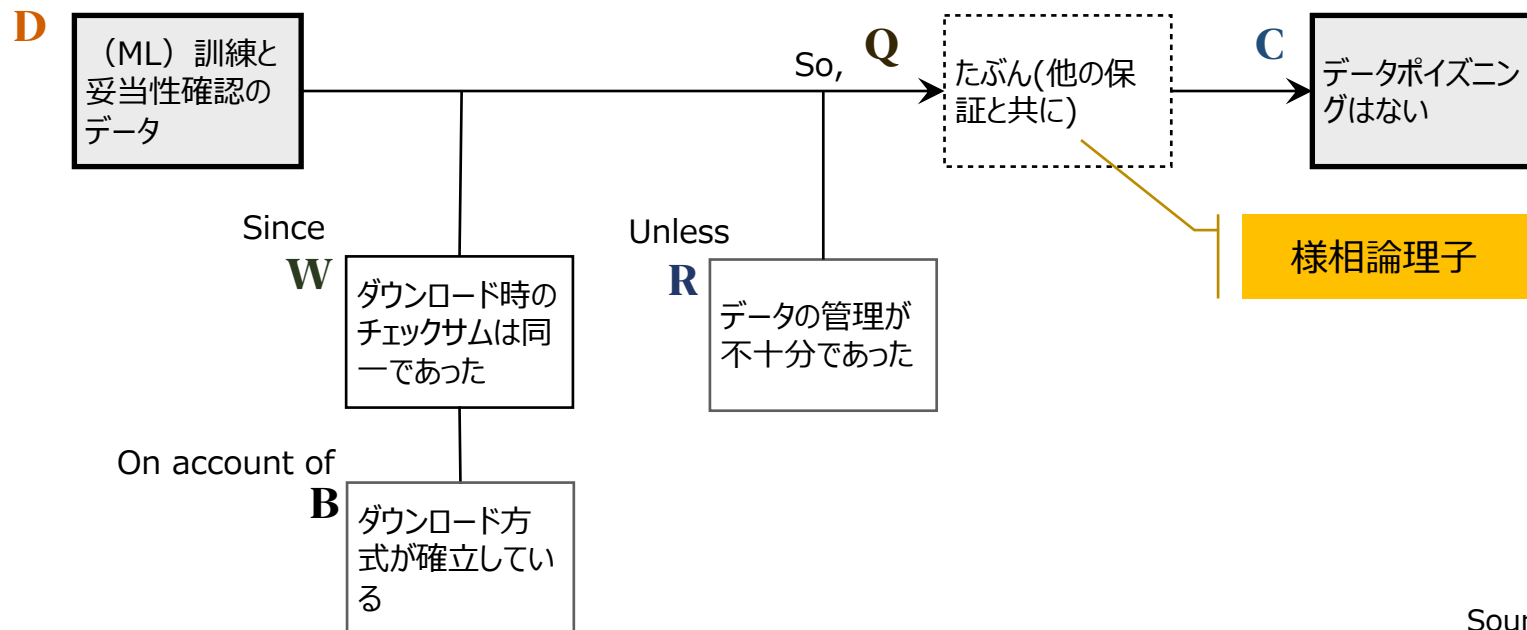 D
（ML）訓練と
妥当性確認の
データ
So,
Q
たぶん(他の保
証と共に)
C
データポイズニン
グはない
様相論理子
Since
W
ダウンロード時の
チェックサムは同
一であった
Unless
R
データの管理が
不十分であった
On account of
B
ダウンロード方
式が確立してい
る
Sour